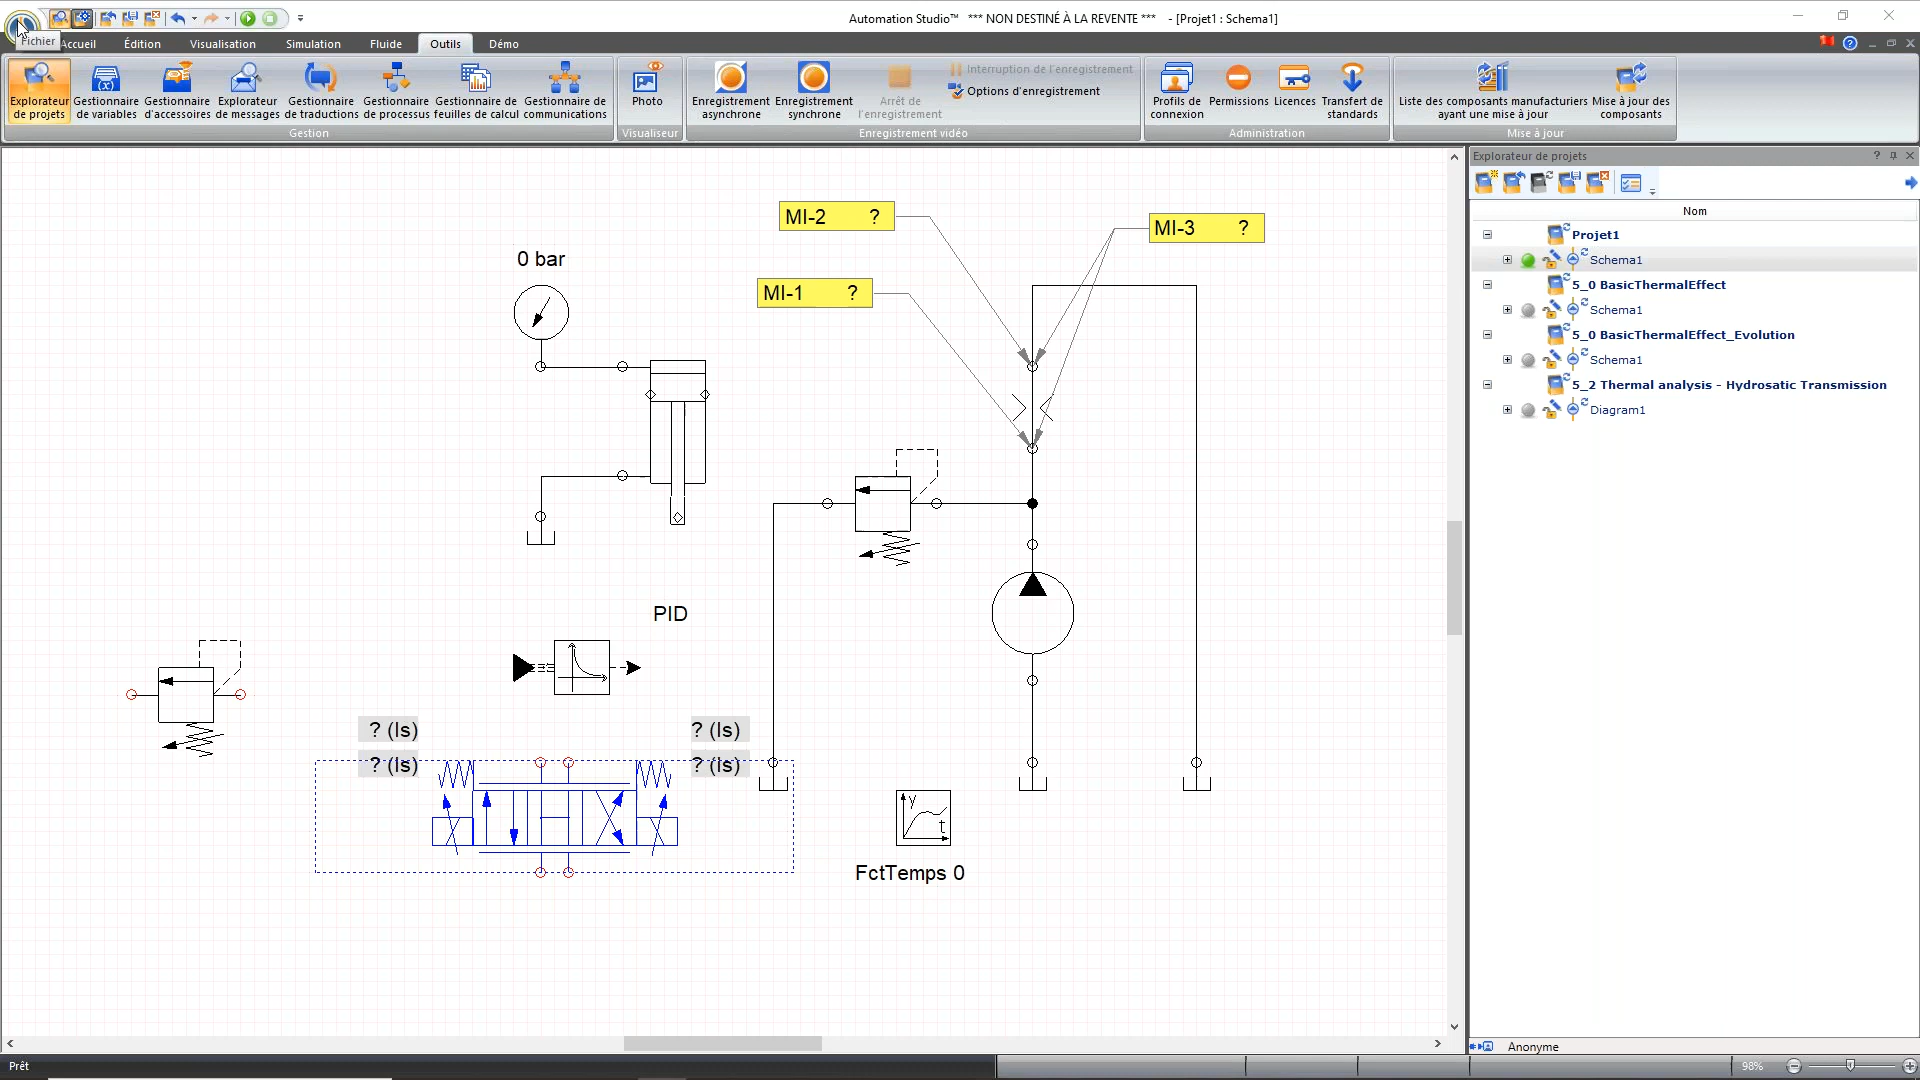 Automation Studio™ *** NON DESTINÉ À LA REVENTE *** - [Projet1 : Schema1]
Fichier
Accueil Édition Visualisation Simulation Fluide Outils Démo
Explorateur de projets
Gestionnaire de variables
Gestionnaire d'accessoires
Explorateur de messages
Gestionnaire de traductions
Gestionnaire de processus
Gestionnaire de feuilles de calcul
Gestionnaire de communications
Gestion
Photo
Visualiseur
Enregistrement asynchrone
Enregistrement synchrone
Arrêt de l'enregistrement
Interruption de l'enregistrement
Options d'enregistrement
Enregistrement vidéo
Profils de connexion
Permissions
Licences
Transfert de standards
Administration
Liste des composants manufacturiers ayant une mise à jour
Mise à jour des composants
Mise à jour
Explorateur de projets
Nom
Projet1
Schema1
5_0 BasicThermalEffect
Schema1
5_0 BasicThermalEffect_Evolution
Schema1
5_2 Thermal analysis - Hydrosatic Transmission
Diagram1
Anonyme
MI-2 ?
MI-3 ?
0 bar
MI-1 ?
PID
? (ls) ? (ls)
? (ls) ? (ls)
y
t
FctTemps 0
Prêt
98%